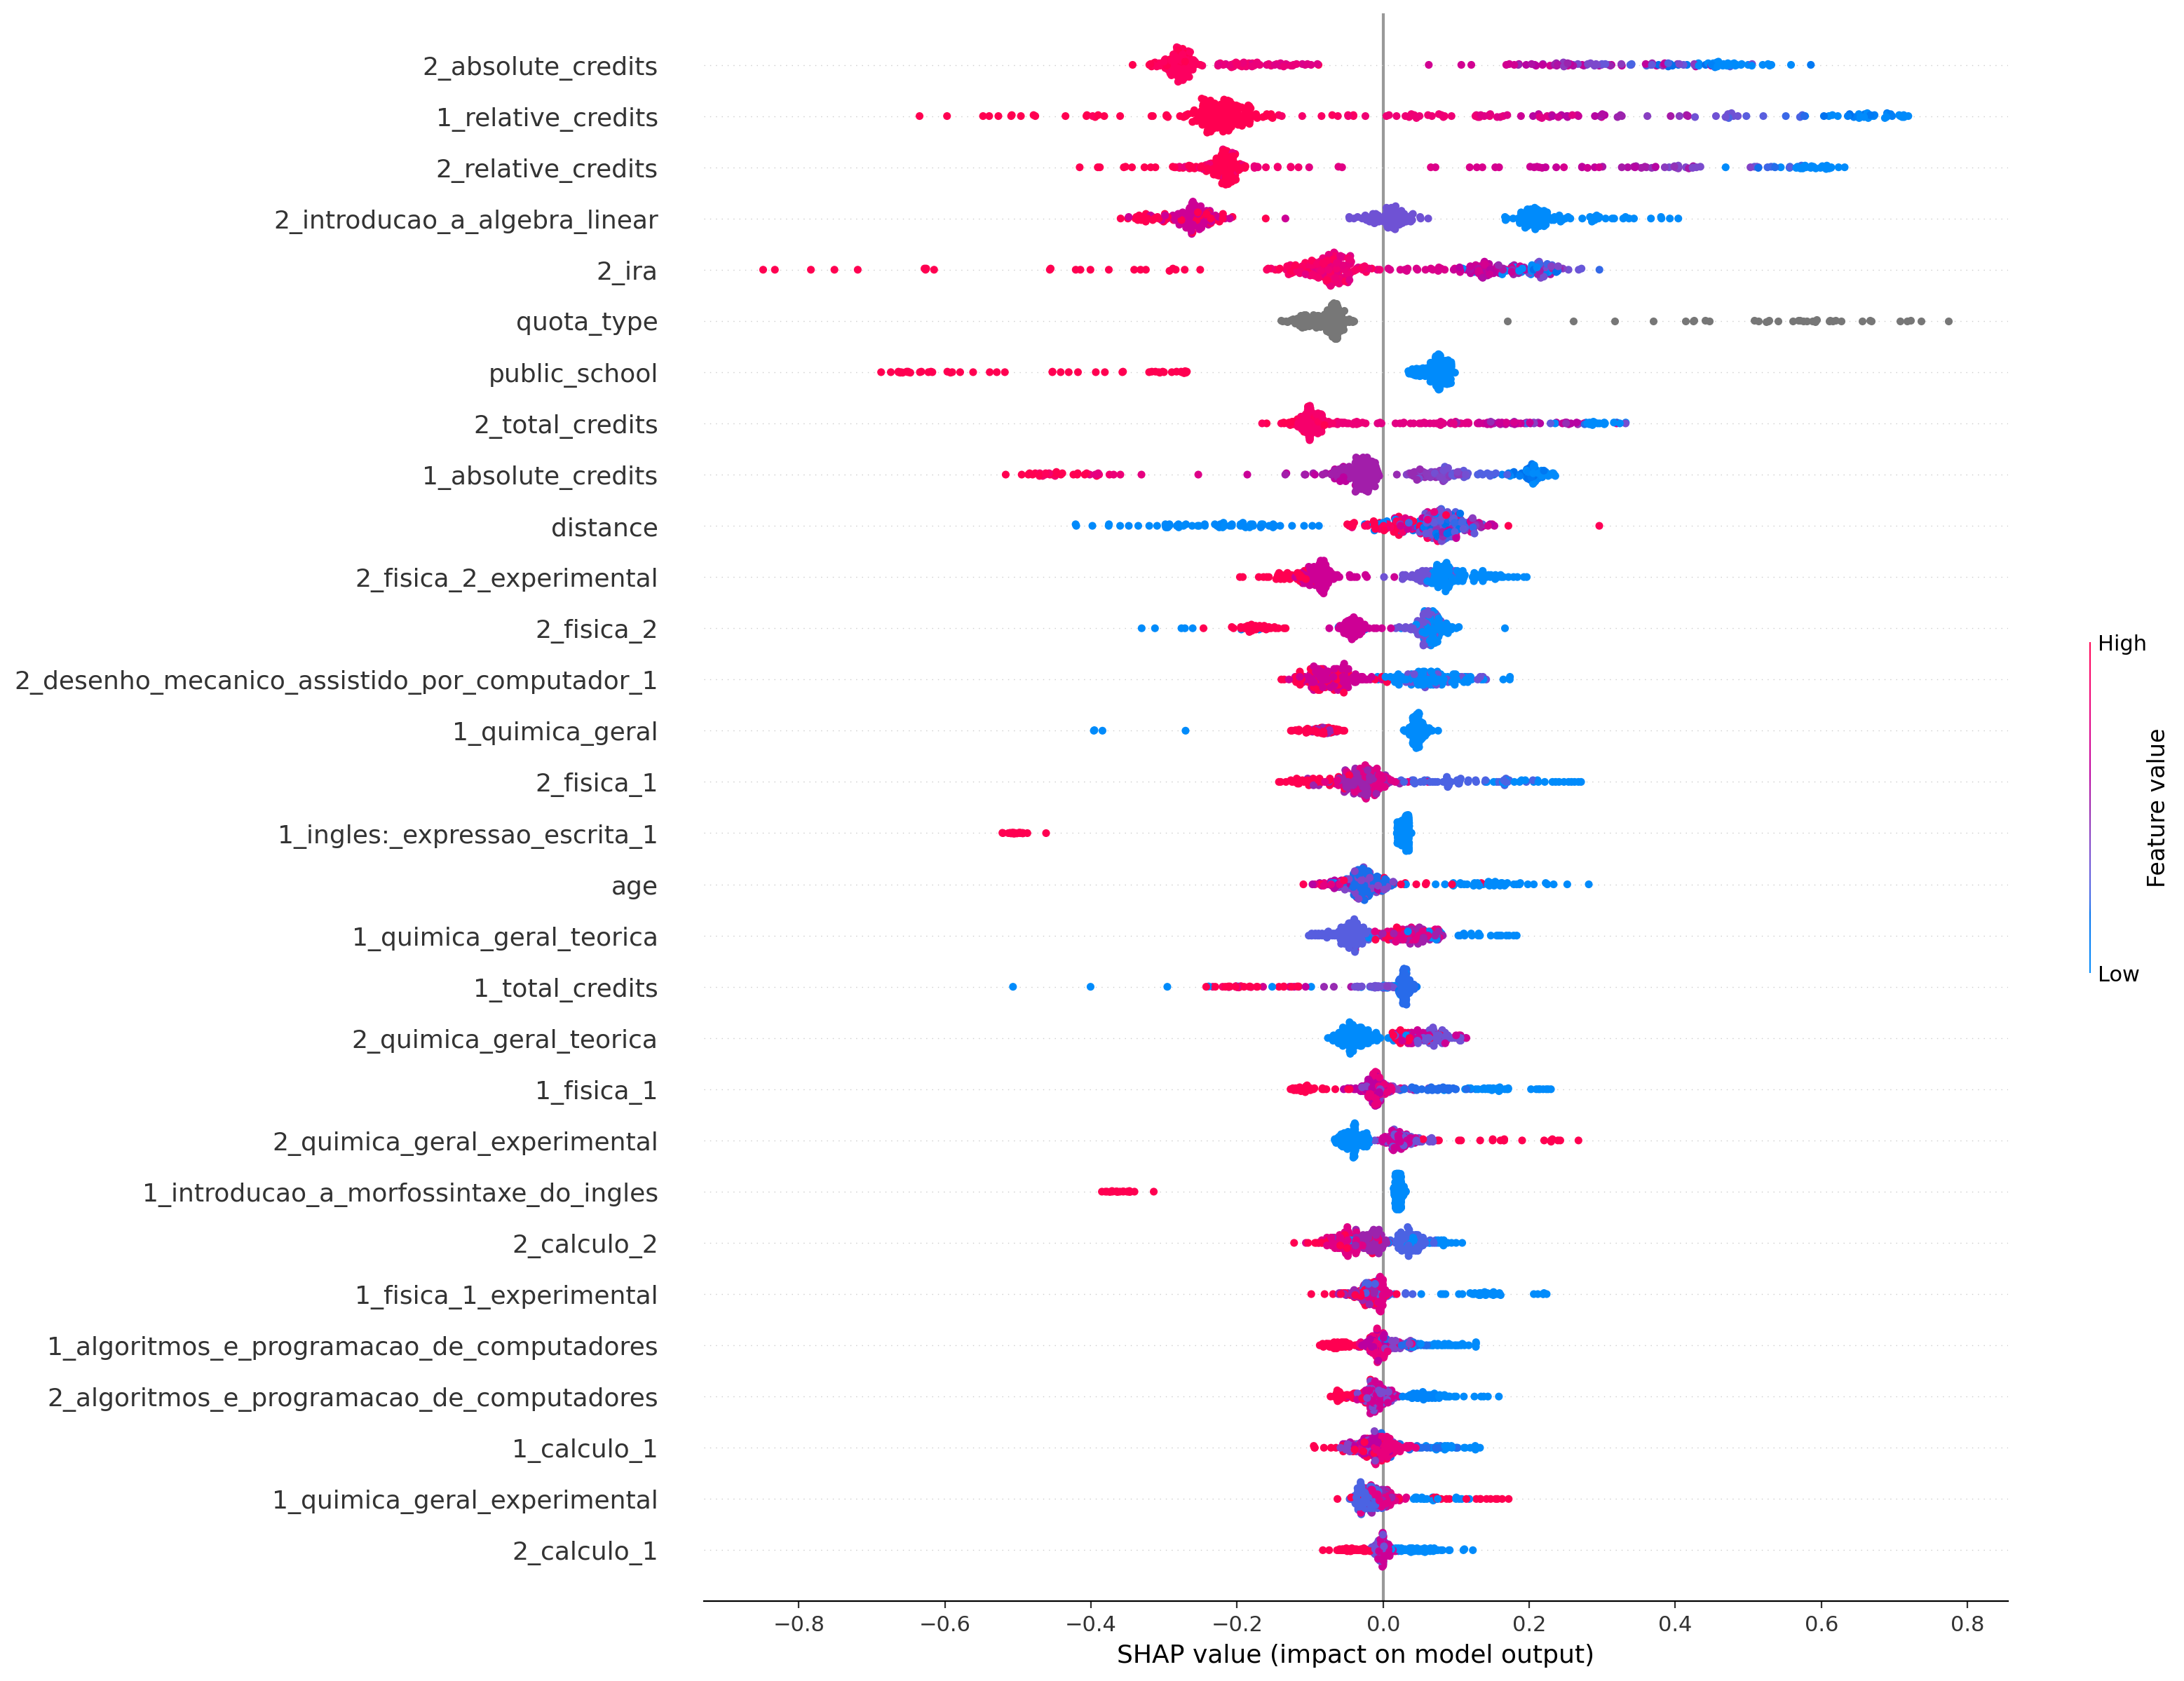 2_absolute_credits
1_relative_credits
2_relative_credits
2_introducao_a_algebra_linear
2_ira
quota_type
public_school
2_total_credits
1_absolute_credits
distance
2_fisica_2_experimental
2_fisica_2
2_desenho_mecanico_assistido_por_computador_1
1_quimica_geral
2_fisica_1
1_ingles:_expressao_escrita_1
age
1_quimica_geral_teorica
1_total_credits
2_quimica_geral_teorica
1_fisica_1
2_quimica_geral_experimental
1_introducao_a_morfossintaxe_do_ingles
2_calculo_2
1_fisica_1_experimental
1_algoritmos_e_programacao_de_computadores
2_algoritmos_e_programacao_de_computadores
1_calculo_1
1_quimica_geral_experimental
2_calculo_1
−0.8 −0.6 −0.4 −0.2 0.0 0.2 0.4 0.6 0.8
SHAP value (impact on model output)
High
Feature value
Low